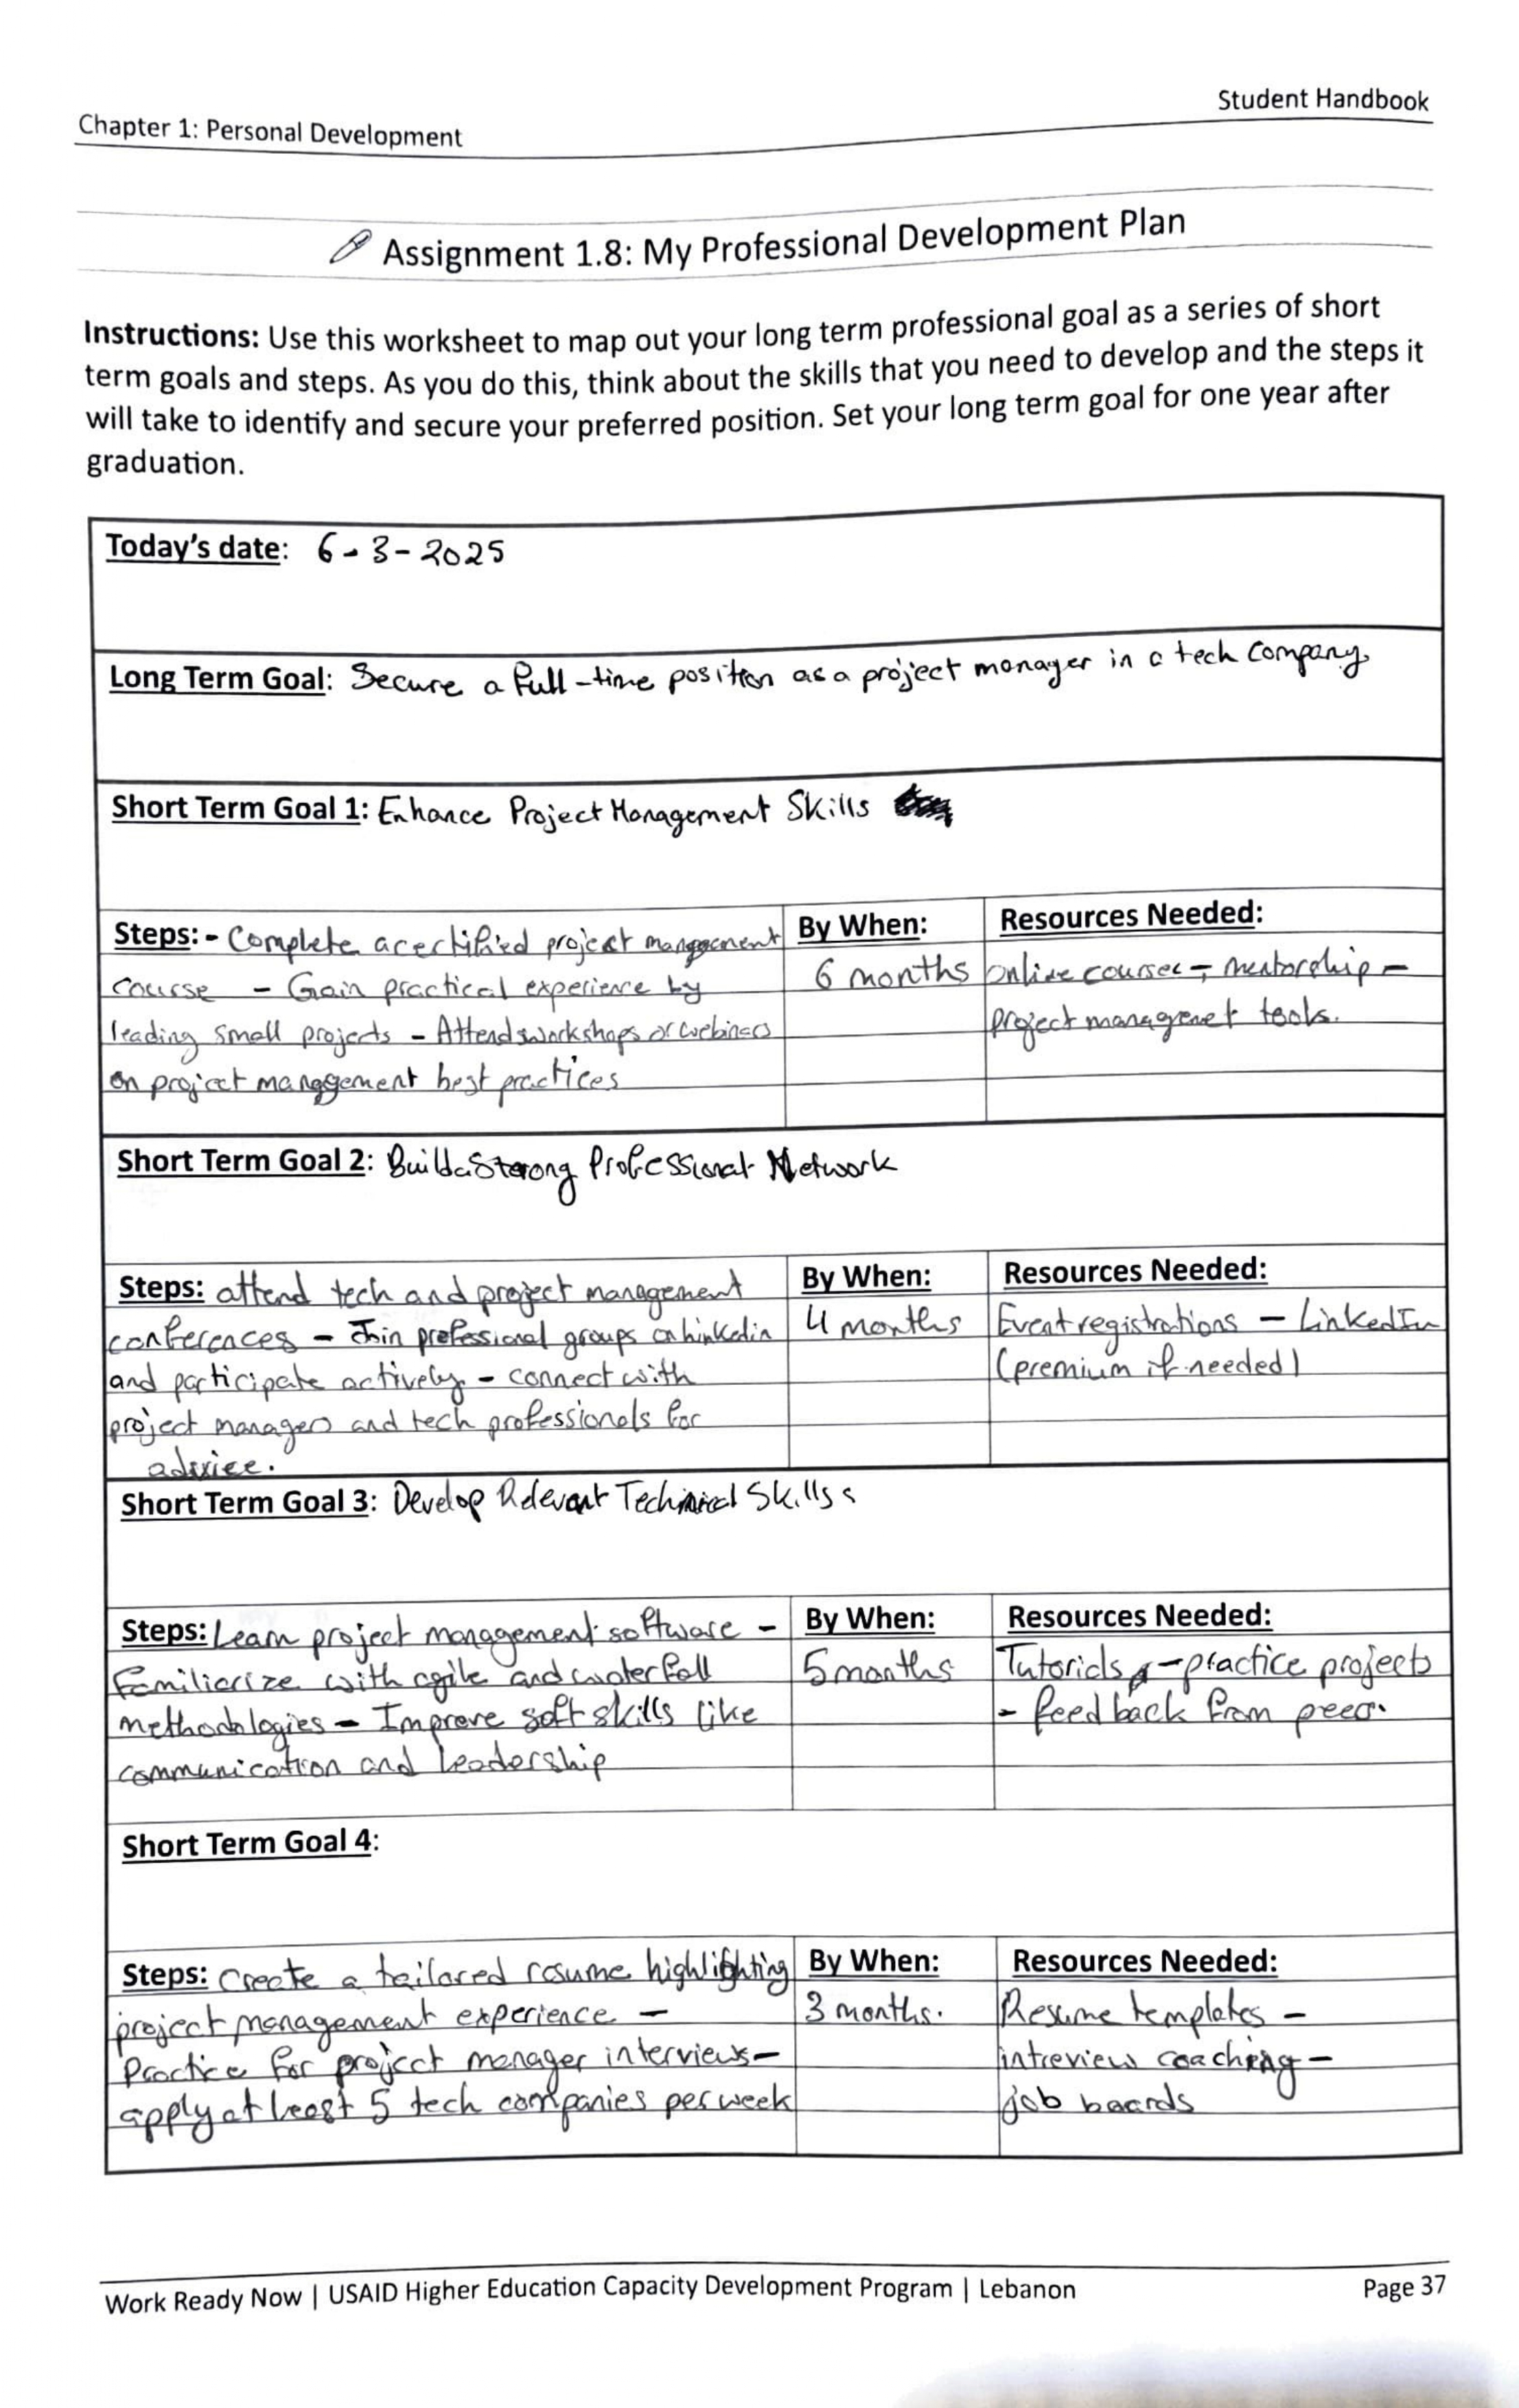 Student Handbook
Chapter 1: Personal Development
Assignment 1.8: My Professional Development Plan
Instructions: Use this worksheet to map out your long term professional goal as a series of short
term goals and steps. As you do this, think about the skills that you need to develop and the steps it
will take to identify and secure your preferred position. Set your long term goal for one year after
graduation.
Today's date: 6-3-2025
Long Term Goal: Secure a full-time position as a project manager in a tech company.
Short Term Goal 1: Enhance Project Management Skills
Steps: - Complete a certified project management
course - Gain practical experience by
leading small projects - Attend workshops or webinars
on project management best practices
By When:
6 months
Resources Needed:
online courses - mentorship -
project managenet tools.
Short Term Goal 2: Build a Strong Professional Network
Steps: attend tech and project management
conferences - Join professional groups on linkedin
and participate actively - connect with
project managers and tech professionals for
advice.
By When:
4 months
Resources Needed:
Event registrations - LinkedIn
(premium if needed)
Short Term Goal 3: Develop Relevant Technical Skills
Steps: Learn project management software -
Familiarize with agile and waterfall
methodologies - Improve soft skills like
communication and leadership
By When:
5 months
Resources Needed:
Tutorials - practice projects
- feedback from peers.
Short Term Goal 4:
Steps: Create a tailored resume highlighting
project management experience -
Practice for project manager interviews -
apply at least 5 tech companies per week
By When:
3 months.
Resources Needed:
Resume templates -
intreview coaching -
job boards
Work Ready Now | USAID Higher Education Capacity Development Program | Lebanon
Page 37